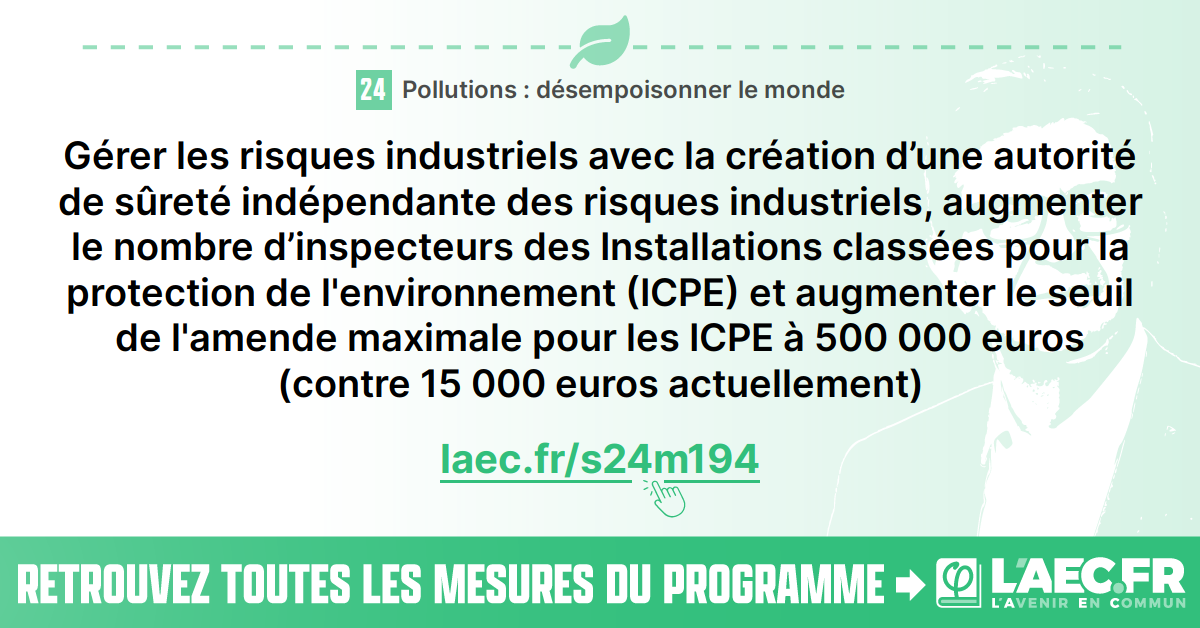 24 Pollutions : désempoisonner le monde
Gérer les risques industriels avec la création d’une autorité
de sûreté indépendante des risques industriels, augmenter
le nombre d’inspecteurs des Installations classées pour la
protection de l'environnement (ICPE) et augmenter le seuil
de l'amende maximale pour les ICPE à 500 000 euros
(contre 15 000 euros actuellement)
laec.fr/s24m194
RETROUVEZ TOUTES LES MESURES DU PROGRAMME
L'AEC.FR
L'AVENIR EN COMMUN